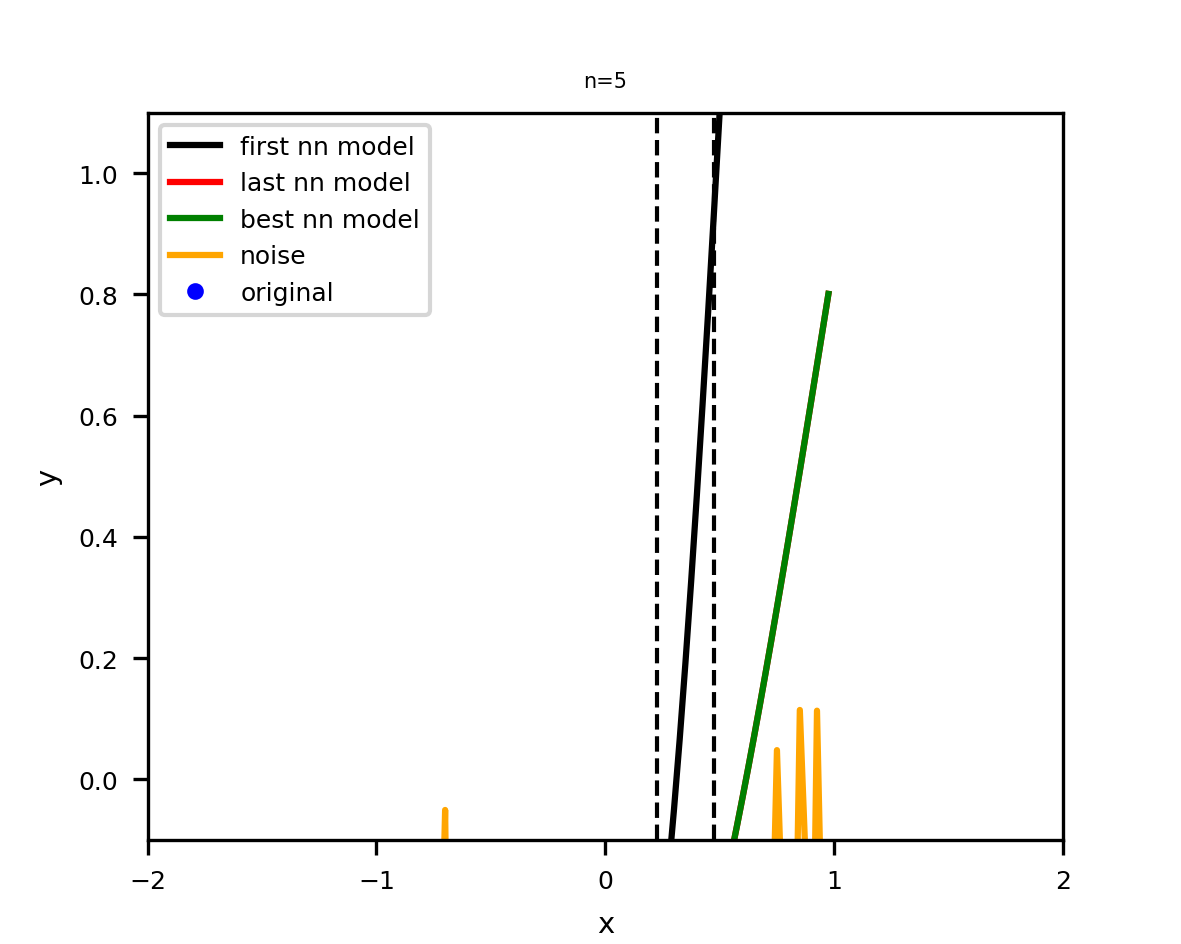 n=5
first nn model
last nn model
best nn model
noise
original
1.0
0.8
0.6
0.4
0.2
0.0
y
−2
−1
0
1
2
x